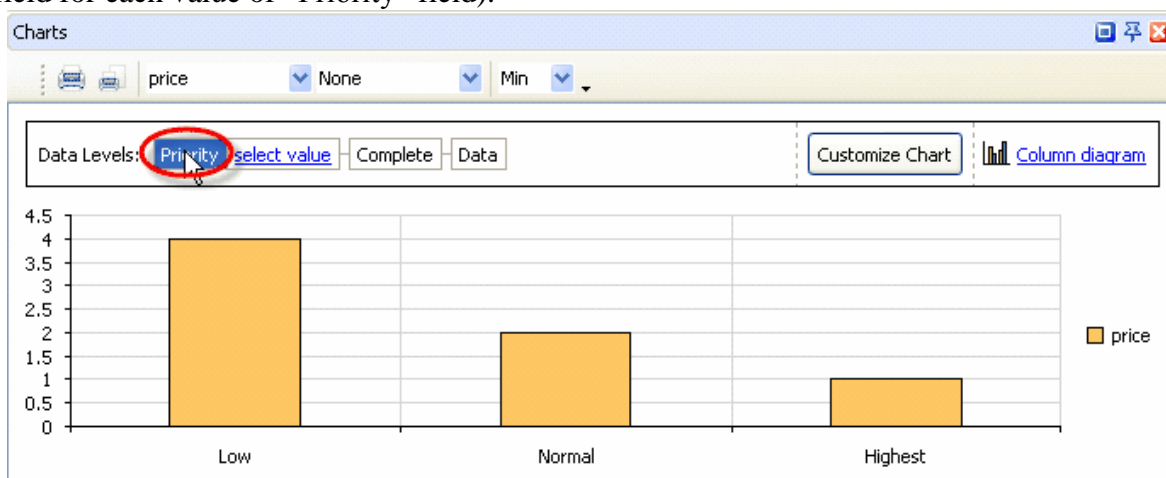 field for each value of "Priority" field).
Charts
price None Min
Data Levels: Priority select value Complete Data Customize Chart Column diagram
4.5
4
3.5
3
2.5
2
1.5
1
0.5
0
price
Low Normal Highest